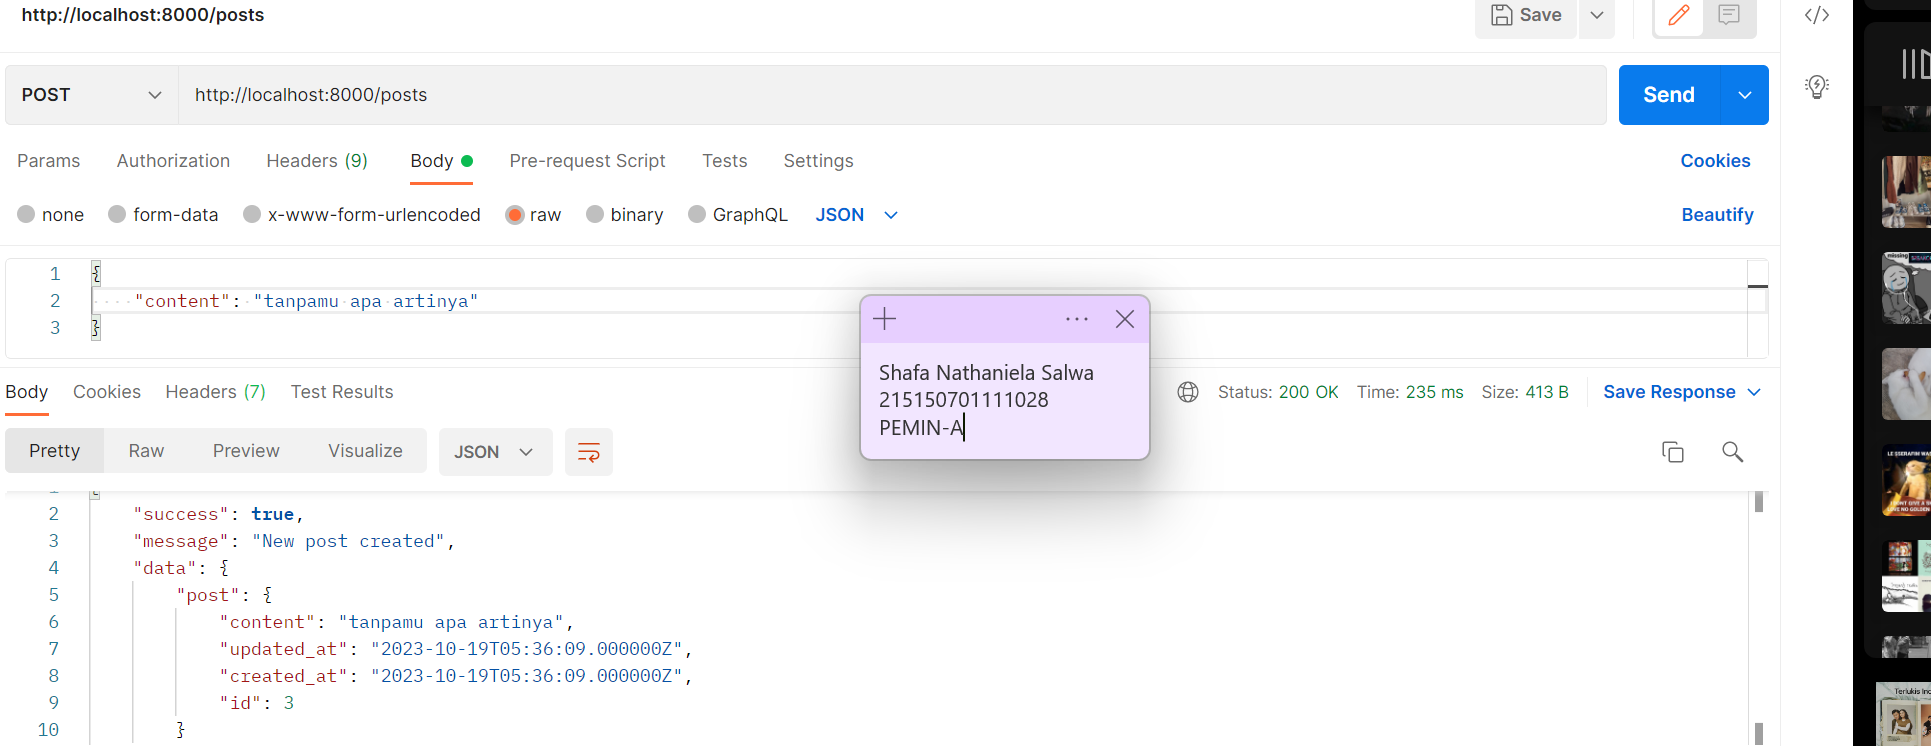 http://localhost:8000/posts
Save
POST
http://localhost:8000/posts
Send
Params Authorization Headers (9) Body Pre-request Script Tests Settings Cookies
none form-data x-www-form-urlencoded raw binary GraphQL JSON Beautify
1 {
2 "content": "tanpamu apa artinya"
3 }
Shafa Nathaniela Salwa
215150701111028
PEMIN-A
Body Cookies Headers (7) Test Results Status: 200 OK Time: 235 ms Size: 413 B Save Response
Pretty Raw Preview Visualize JSON
2 "success": true,
3 "message": "New post created",
4 "data": {
5 "post": {
6 "content": "tanpamu apa artinya",
7 "updated_at": "2023-10-19T05:36:09.000000Z",
8 "created_at": "2023-10-19T05:36:09.000000Z",
9 "id": 3
10 }
missing
Terlukis